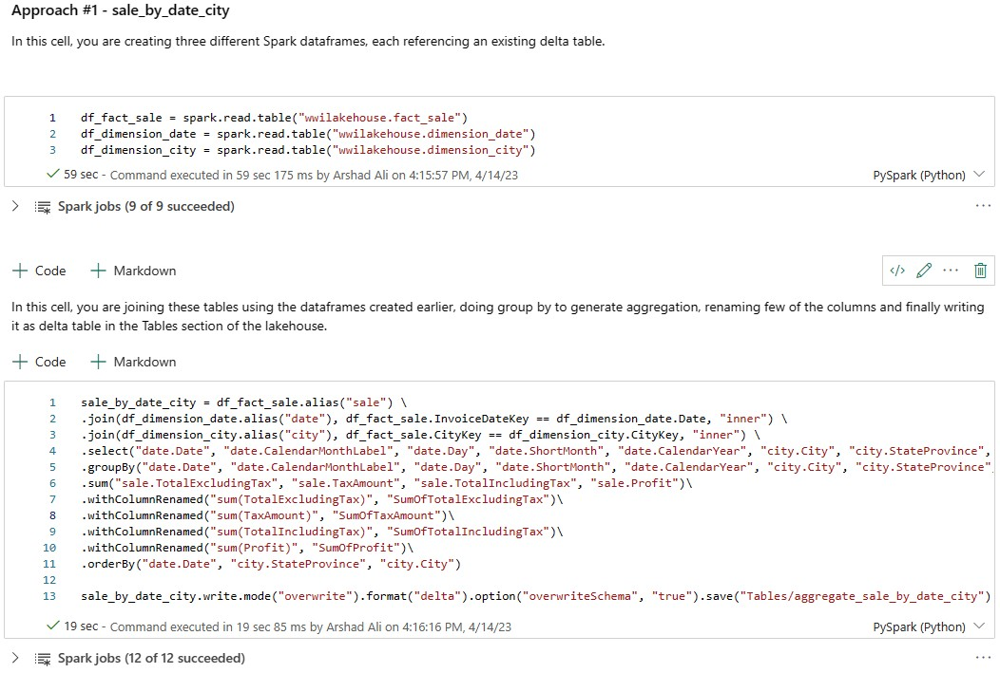 Approach #1 - sale_by_date_city
In this cell, you are creating three different Spark dataframes, each referencing an existing delta table.
1 df_fact_sale = spark.read.table("wwilakehouse.fact_sale")
2 df_dimension_date = spark.read.table("wwilakehouse.dimension_date")
3 df_dimension_city = spark.read.table("wwilakehouse.dimension_city")
59 sec - Command executed in 59 sec 175 ms by Arshad Ali on 4:15:57 PM, 4/14/23 PySpark (Python)
Spark jobs (9 of 9 succeeded)
Code Markdown
In this cell, you are joining these tables using the dataframes created earlier, doing group by to generate aggregation, renaming few of the columns and finally writing
it as delta table in the Tables section of the lakehouse.
Code Markdown
1 sale_by_date_city = df_fact_sale.alias("sale") \
2 .join(df_dimension_date.alias("date"), df_fact_sale.InvoiceDateKey == df_dimension_date.Date, "inner") \
3 .join(df_dimension_city.alias("city"), df_fact_sale.CityKey == df_dimension_city.CityKey, "inner") \
4 .select("date.Date", "date.CalendarMonthLabel", "date.Day", "date.ShortMonth", "date.CalendarYear", "city.City", "city.StateProvince",
5 .groupBy("date.Date", "date.CalendarMonthLabel", "date.Day", "date.ShortMonth", "date.CalendarYear", "city.City", "city.StateProvince"
6 .sum("sale.TotalExcludingTax", "sale.TaxAmount", "sale.TotalIncludingTax", "sale.Profit")\
7 .withColumnRenamed("sum(TotalExcludingTax)", "SumOfTotalExcludingTax")\
8 .withColumnRenamed("sum(TaxAmount)", "SumOfTaxAmount")\
9 .withColumnRenamed("sum(TotalIncludingTax)", "SumOfTotalIncludingTax")\
10 .withColumnRenamed("sum(Profit)", "SumOfProfit")\
11 .orderBy("date.Date", "city.StateProvince", "city.City")
12
13 sale_by_date_city.write.mode("overwrite").format("delta").option("overwriteSchema", "true").save("Tables/aggregate_sale_by_date_city")
19 sec - Command executed in 19 sec 85 ms by Arshad Ali on 4:16:16 PM, 4/14/23 PySpark (Python)
Spark jobs (12 of 12 succeeded)